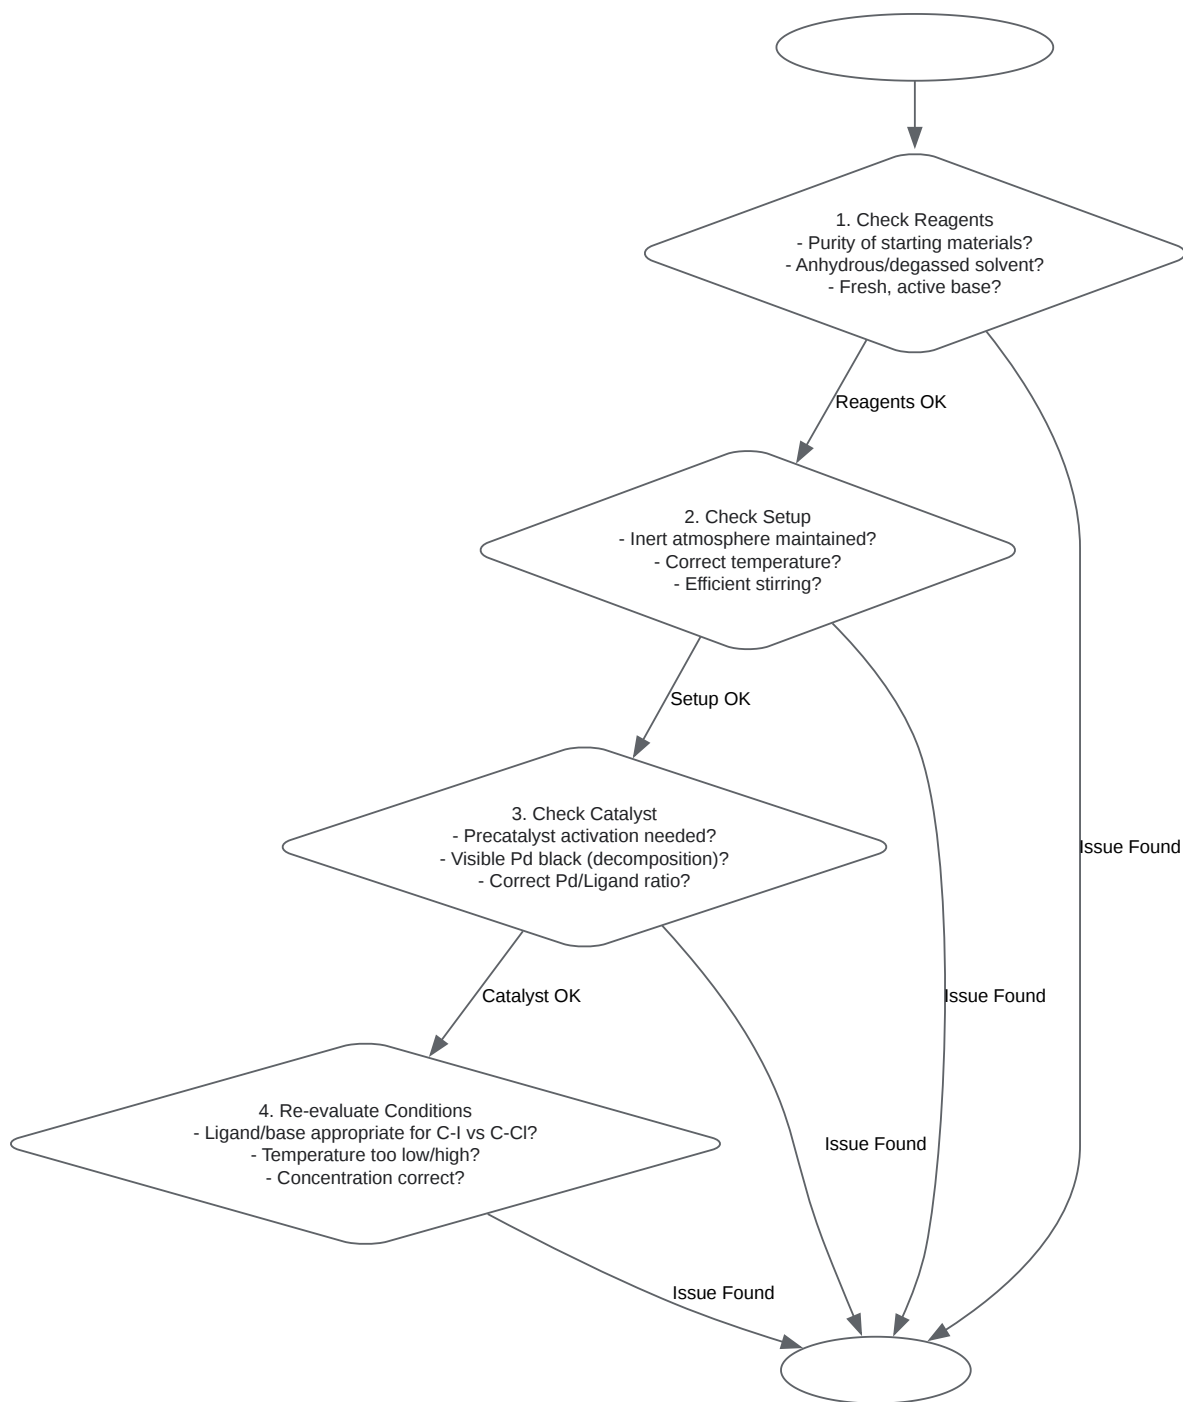 1. Check Reagents
- Purity of starting materials?
- Anhydrous/degassed solvent?
- Fresh, active base?
Reagents OK
2. Check Setup
- Inert atmosphere maintained?
- Correct temperature?
- Efficient stirring?
Setup OK
3. Check Catalyst
- Precatalyst activation needed?
- Visible Pd black (decomposition)?
- Correct Pd/Ligand ratio?
Issue Found
Catalyst OK
Issue Found
4. Re-evaluate Conditions
- Ligand/base appropriate for C-I vs C-Cl?
- Temperature too low/high?
- Concentration correct?
Issue Found
Issue Found